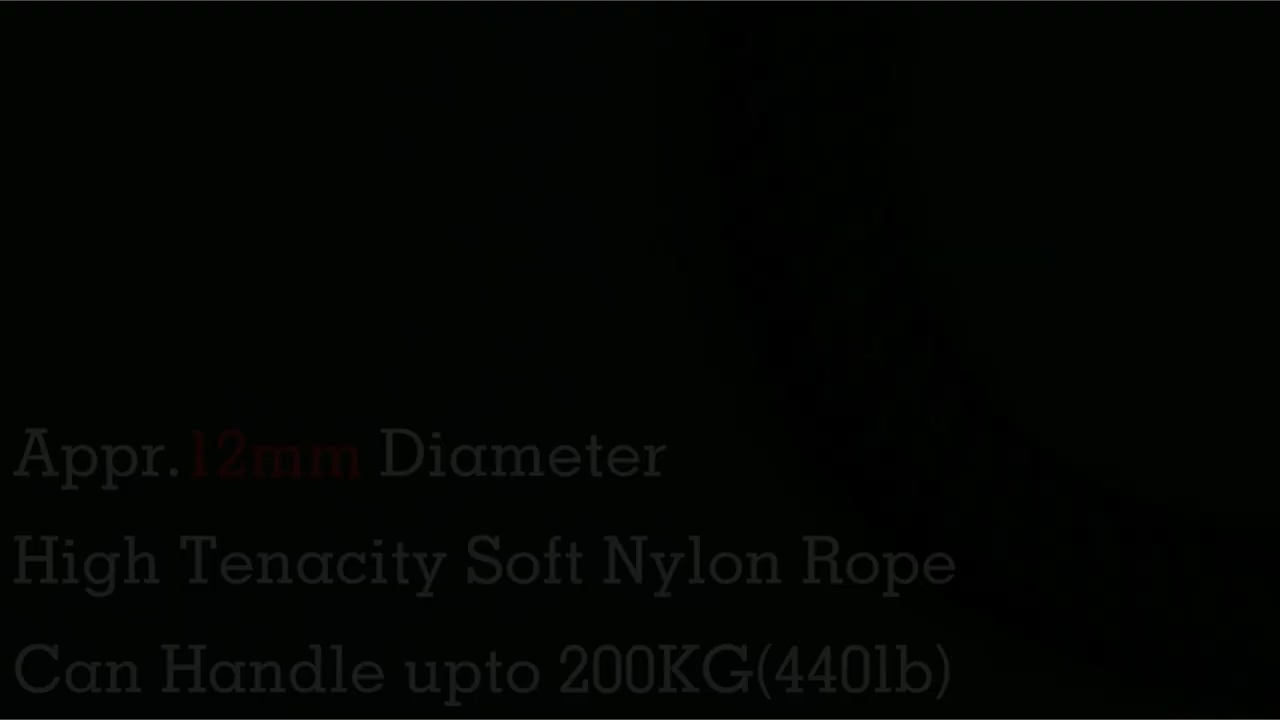 Appr. 12mm Diameter
High Tenacity Soft Nylon Rope
Can Handle upto 200KG(440lb)